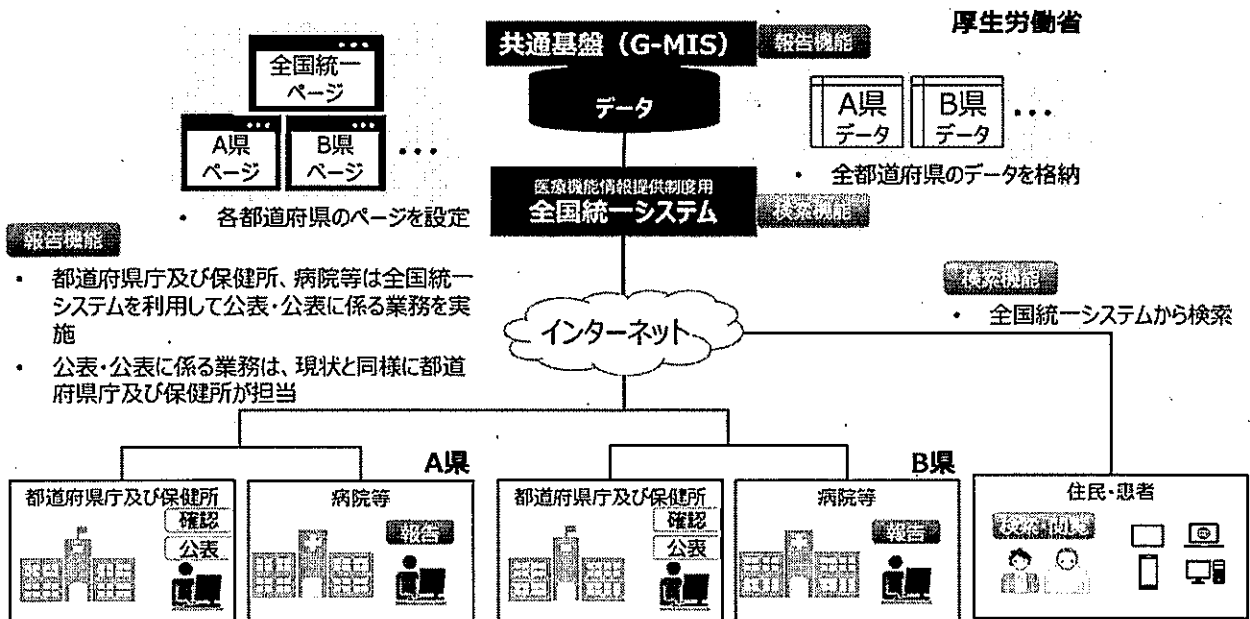 厚生労働省
共通基盤（G-MIS）
報告機能
データ
全国統一
ページ
A県
ページ
B県
ページ
・・・
・ 各都道府県のページを設定
A県
データ
B県
データ
・・・
・ 全都道府県のデータを格納
医療機能情報提供制度用
全国統一システム
検索機能
報告機能
・ 都道府県庁及び保健所、病院等は全国統一
システムを利用して公表・公表に係る業務を実
施
・ 公表・公表に係る業務は、現状と同様に都道
府県庁及び保健所が担当
検索機能
・ 全国統一システムから検索
インターネット
A県
都道府県庁及び保健所
確認
公表
病院等
報告
B県
都道府県庁及び保健所
確認
公表
病院等
報告
住民・患者
検索・閲覧